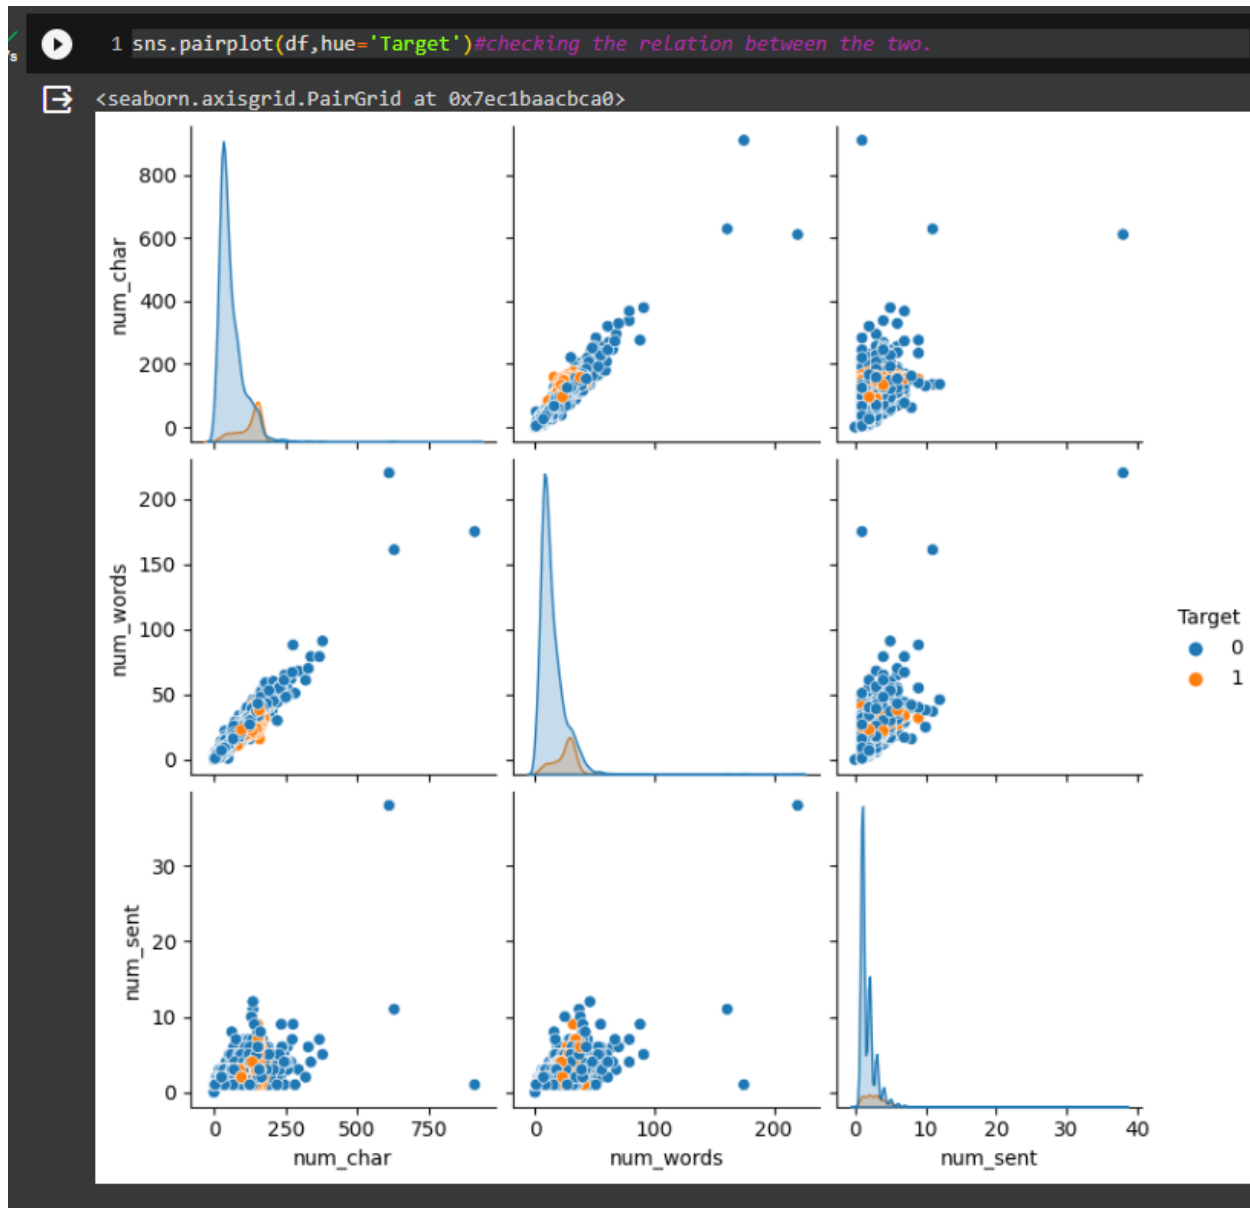 1 sns.pairplot(df,hue='Target')#checking the relation between the two.
<seaborn.axisgrid.PairGrid at 0x7ec1baacbca0>
800
600
400
200
0
num_char
200
150
100
50
0
num_words
Target
0
1
30
20
10
0
num_sent
0 250 500 750 0 100 200 0 10 20 30 40
num_char num_words num_sent